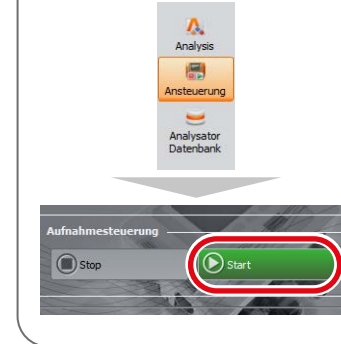 Analysis
Ansteuerung
Analysator
Datenbank
Aufnahmesteuerung
Stop
Start